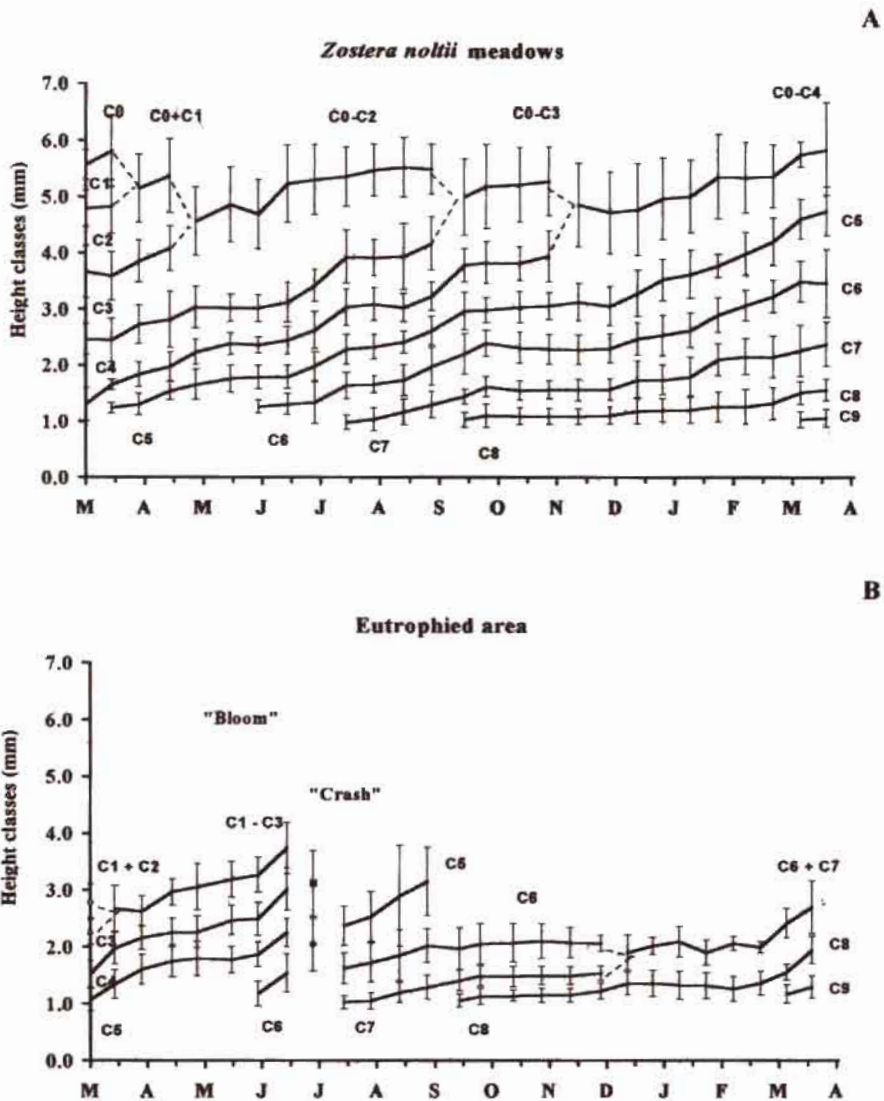 A
Zostera noltii meadows
7.0
C0
C0+C1
C0-C2
C0-C3
C0-C4
6.0
C1
5.0
C5
C2
4.0
C6
C3
3.0
C7
2.0
C4
C8
1.0
C9
C5
C6
C7
C8
0.0
Height classes (mm)
M A M J J A S O N D J F M A
B
Eutrophied area
7.0
"Bloom"
6.0
5.0
"Crash"
C1 - C3
4.0
C1 + C2
C5
C6 + C7
3.0
C6
C3
2.0
C8
C4
1.0
C9
C5
C6
C7
C8
0.0
Height classes (mm)
M A M J J A S O N D J F M A